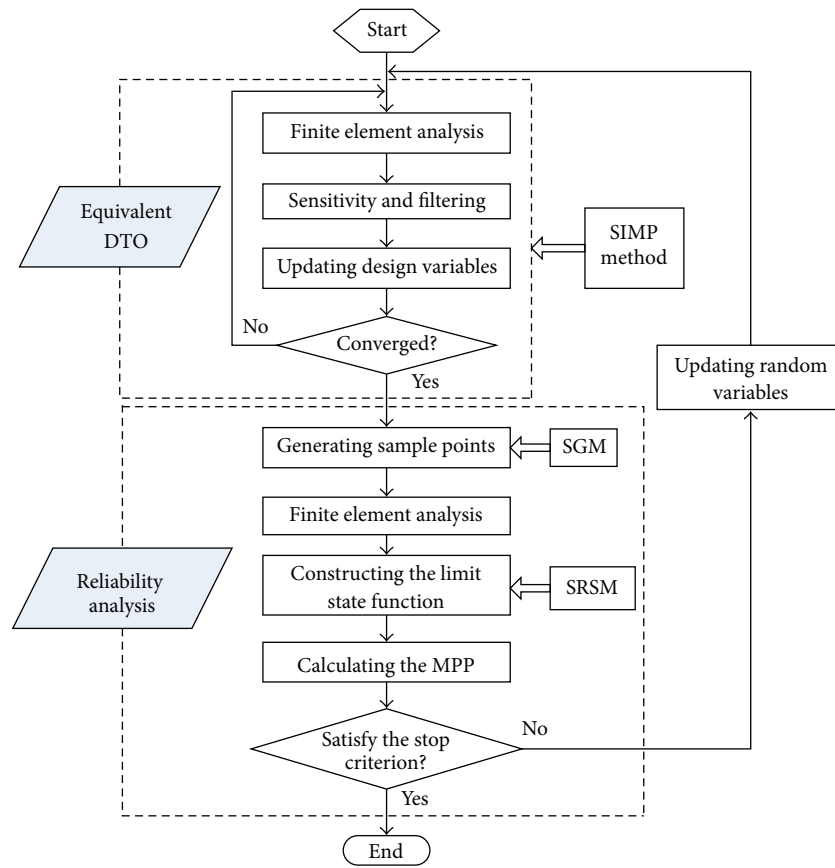 Start
Finite element analysis
Sensitivity and filtering
Updating design variables
Converged?
No
Yes
Equivalent
DTO
SIMP
method
Updating random
variables
Generating sample points
SGM
Finite element analysis
Constructing the limit
state function
SRSM
Calculating the MPP
Reliability
analysis
Satisfy the stop
criterion?
No
Yes
End